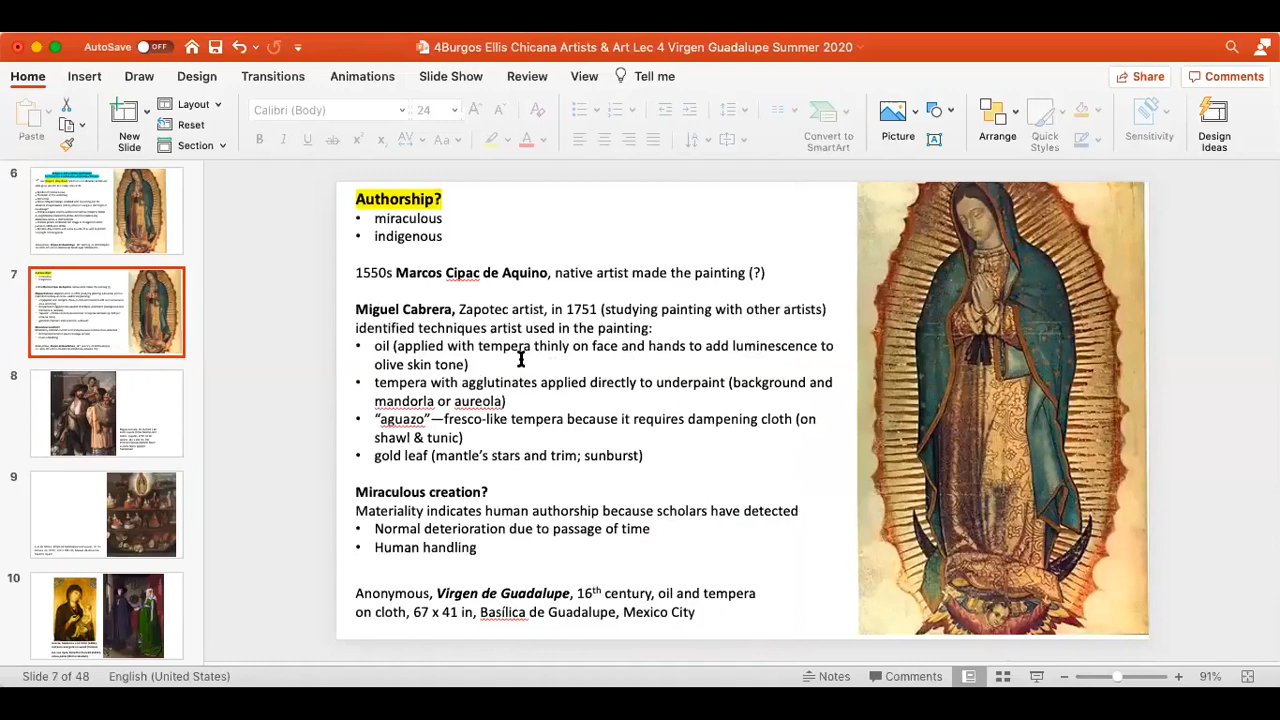 AutoSave OFF
4Burgos Ellis Chicana Artists & Art Lec 4 Virgen Guadalupe Summer 2020
Home Insert Draw Design Transitions Animations Slide Show Review View Tell me Share Comments
Paste New Slide Layout Reset Section Calibri (Body) 24 Convert to SmartArt Picture Arrange Quick Styles Sensitivity Design Ideas
6
7
8
9
10
Authorship?
• miraculous
• indigenous
1550s Marcos Cipac de Aquino, native artist made the painting (?)
Miguel Cabrera, Zapotec artist, in 1751 (studying painting with other artists)
identified techniques artist used in the painting:
• oil (applied with tempera thinly on face and hands to add luminescence to
olive skin tone)
• tempera with agglutinates applied directly to underpaint (background and
mandorla or aureola)
• “aguazo”—fresco-like tempera because it requires dampening cloth (on
shawl & tunic)
• gold leaf (mantle’s stars and trim; sunburst)
Miraculous creation?
Materiality indicates human authorship because scholars have detected
• Normal deterioration due to passage of time
• Human handling
Anonymous, Virgen de Guadalupe, 16th century, oil and tempera
on cloth, 67 x 41 in, Basílica de Guadalupe, Mexico City
Slide 7 of 48 English (United States) Notes Comments 91%